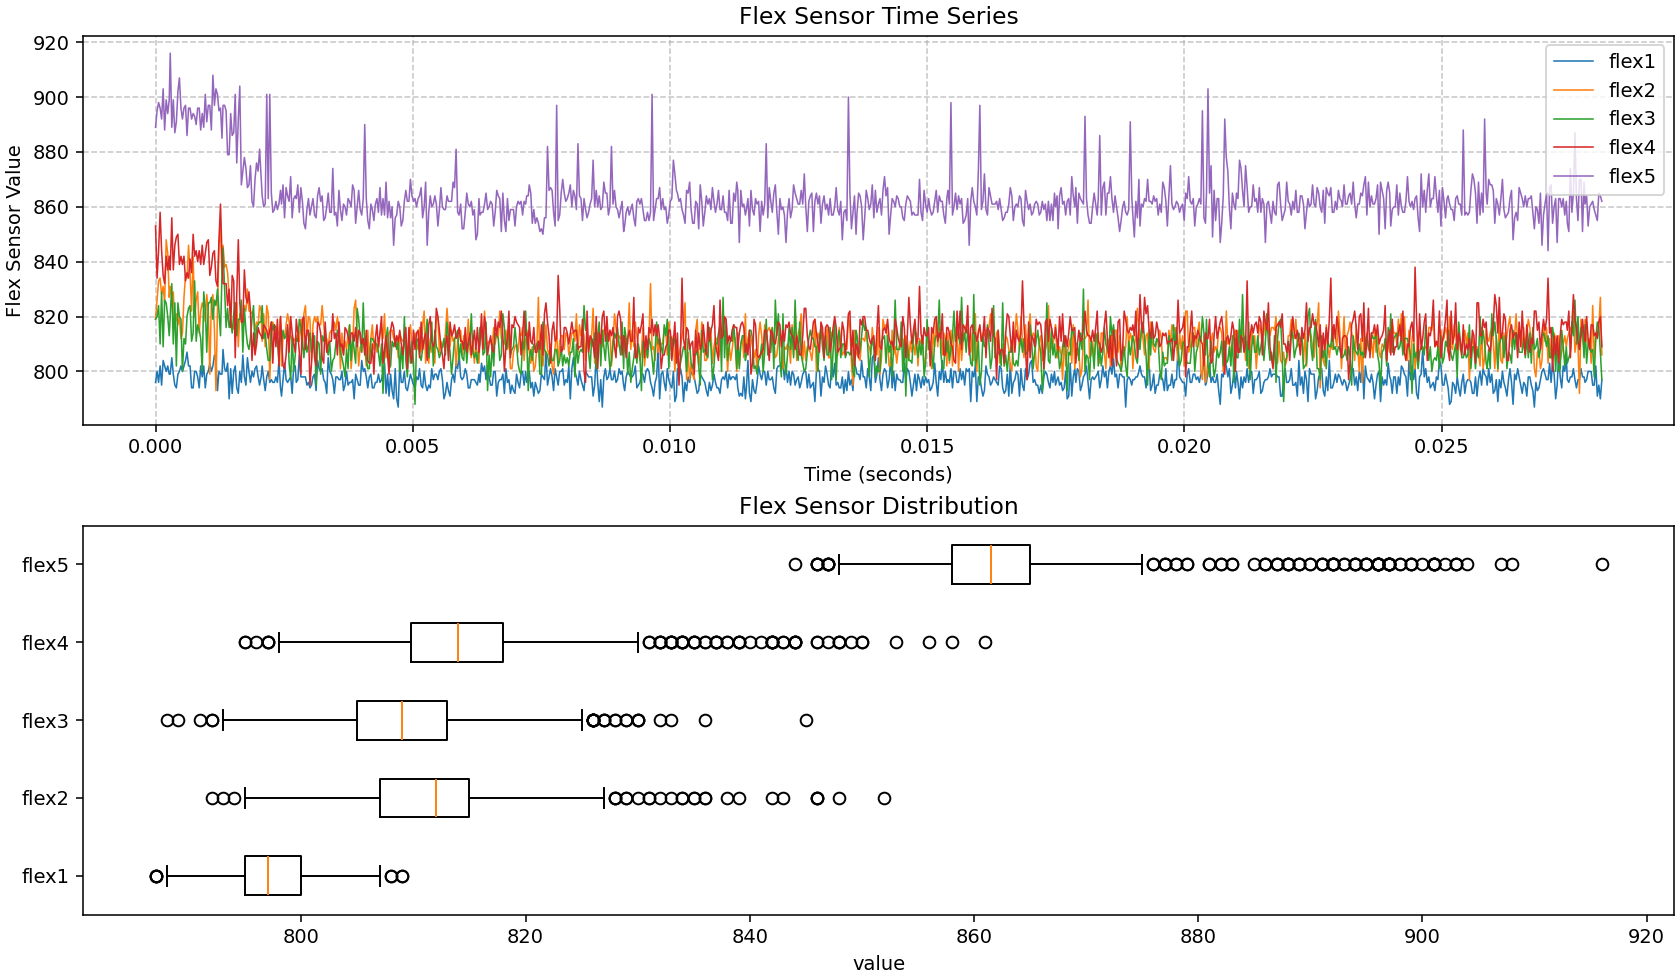 Flex Sensor Time Series
920
900
880
860
840
820
800
Flex Sensor Value
flex1
flex2
flex3
flex4
flex5
0.000 0.005 0.010 0.015 0.020 0.025
Time (seconds)
Flex Sensor Distribution
flex5
flex4
flex3
flex2
flex1
800 820 840 860 880 900 920
value